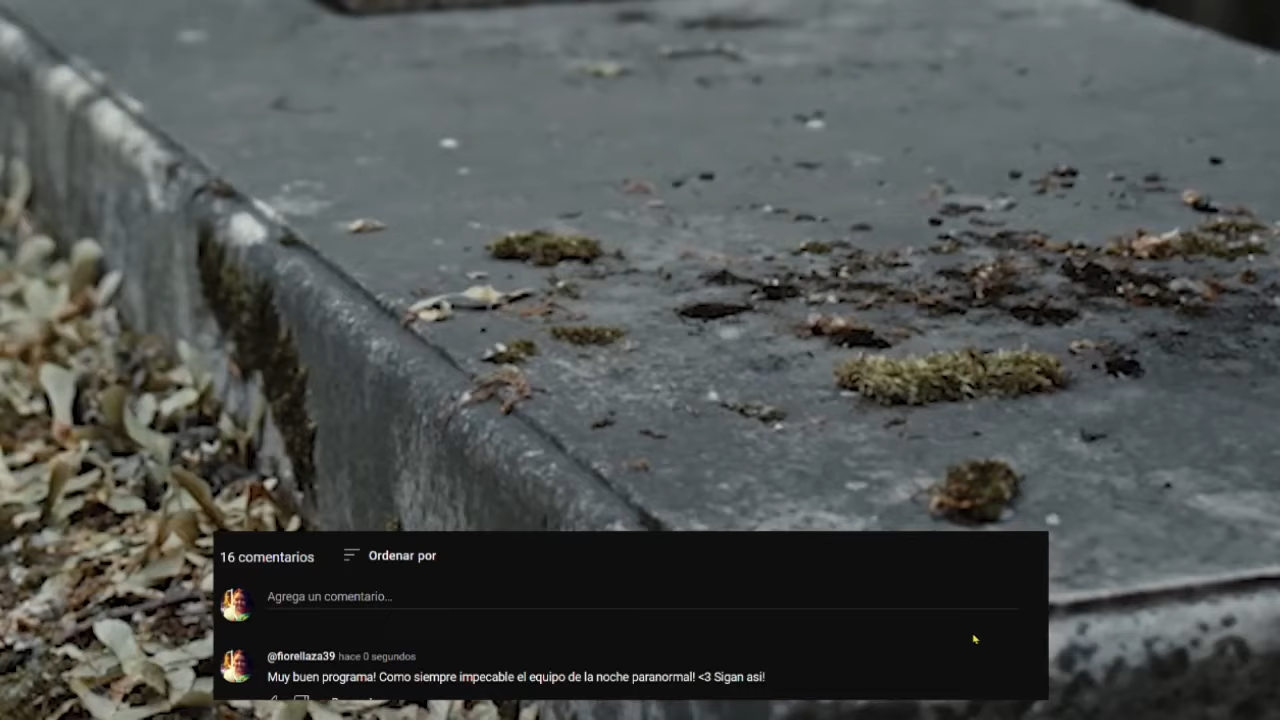 16 comentarios
Ordenar por
Agrega un comentario...
@fiorellaza39 hace 0 segundos
Muy buen programa! Como siempre impecable el equipo de la noche paranormal! <3 Sigan asi!